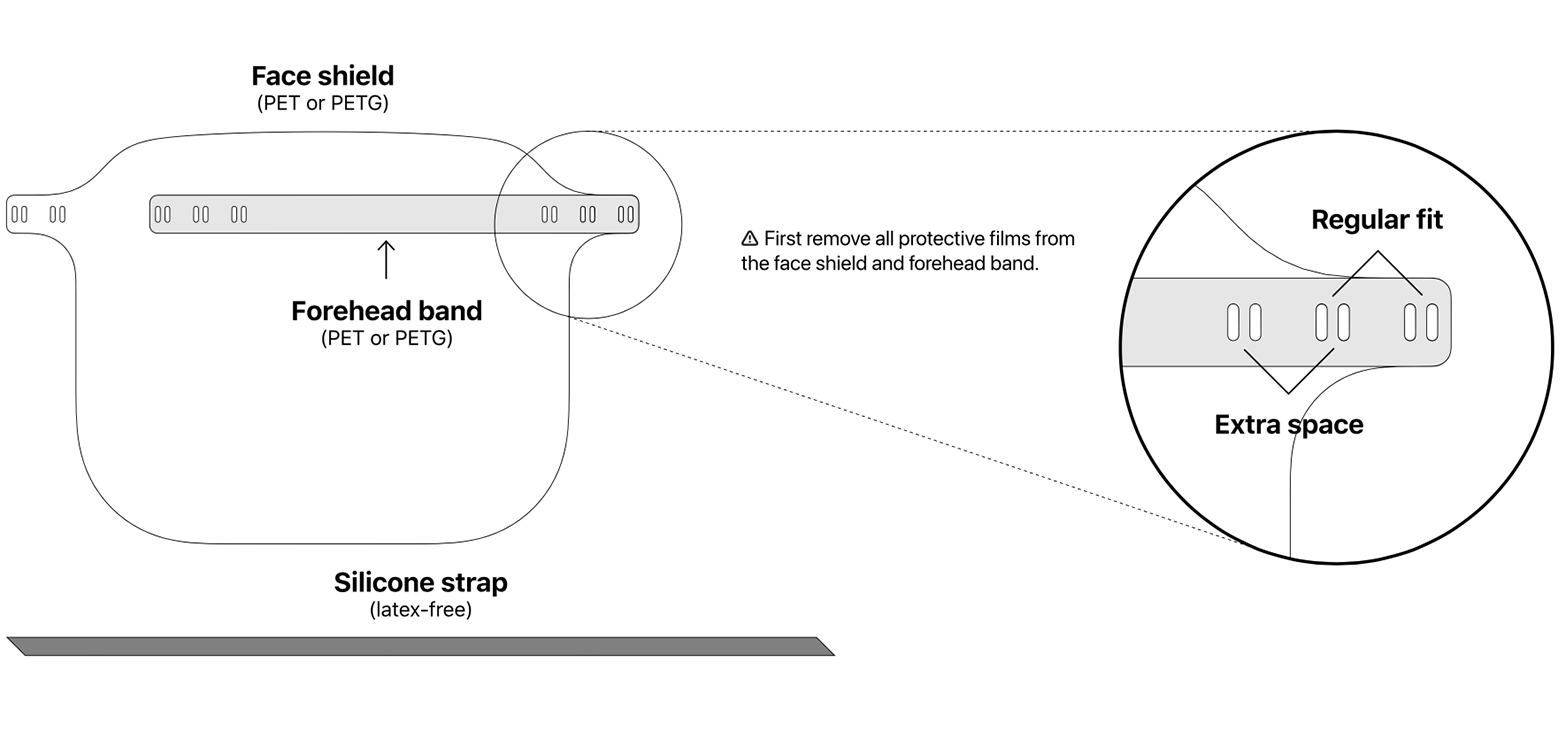 Face shield
(PET or PETG)
Forehead band
(PET or PETG)
⚠ First remove all protective films from
the face shield and forehead band.
Regular fit
Extra space
Silicone strap
(latex-free)